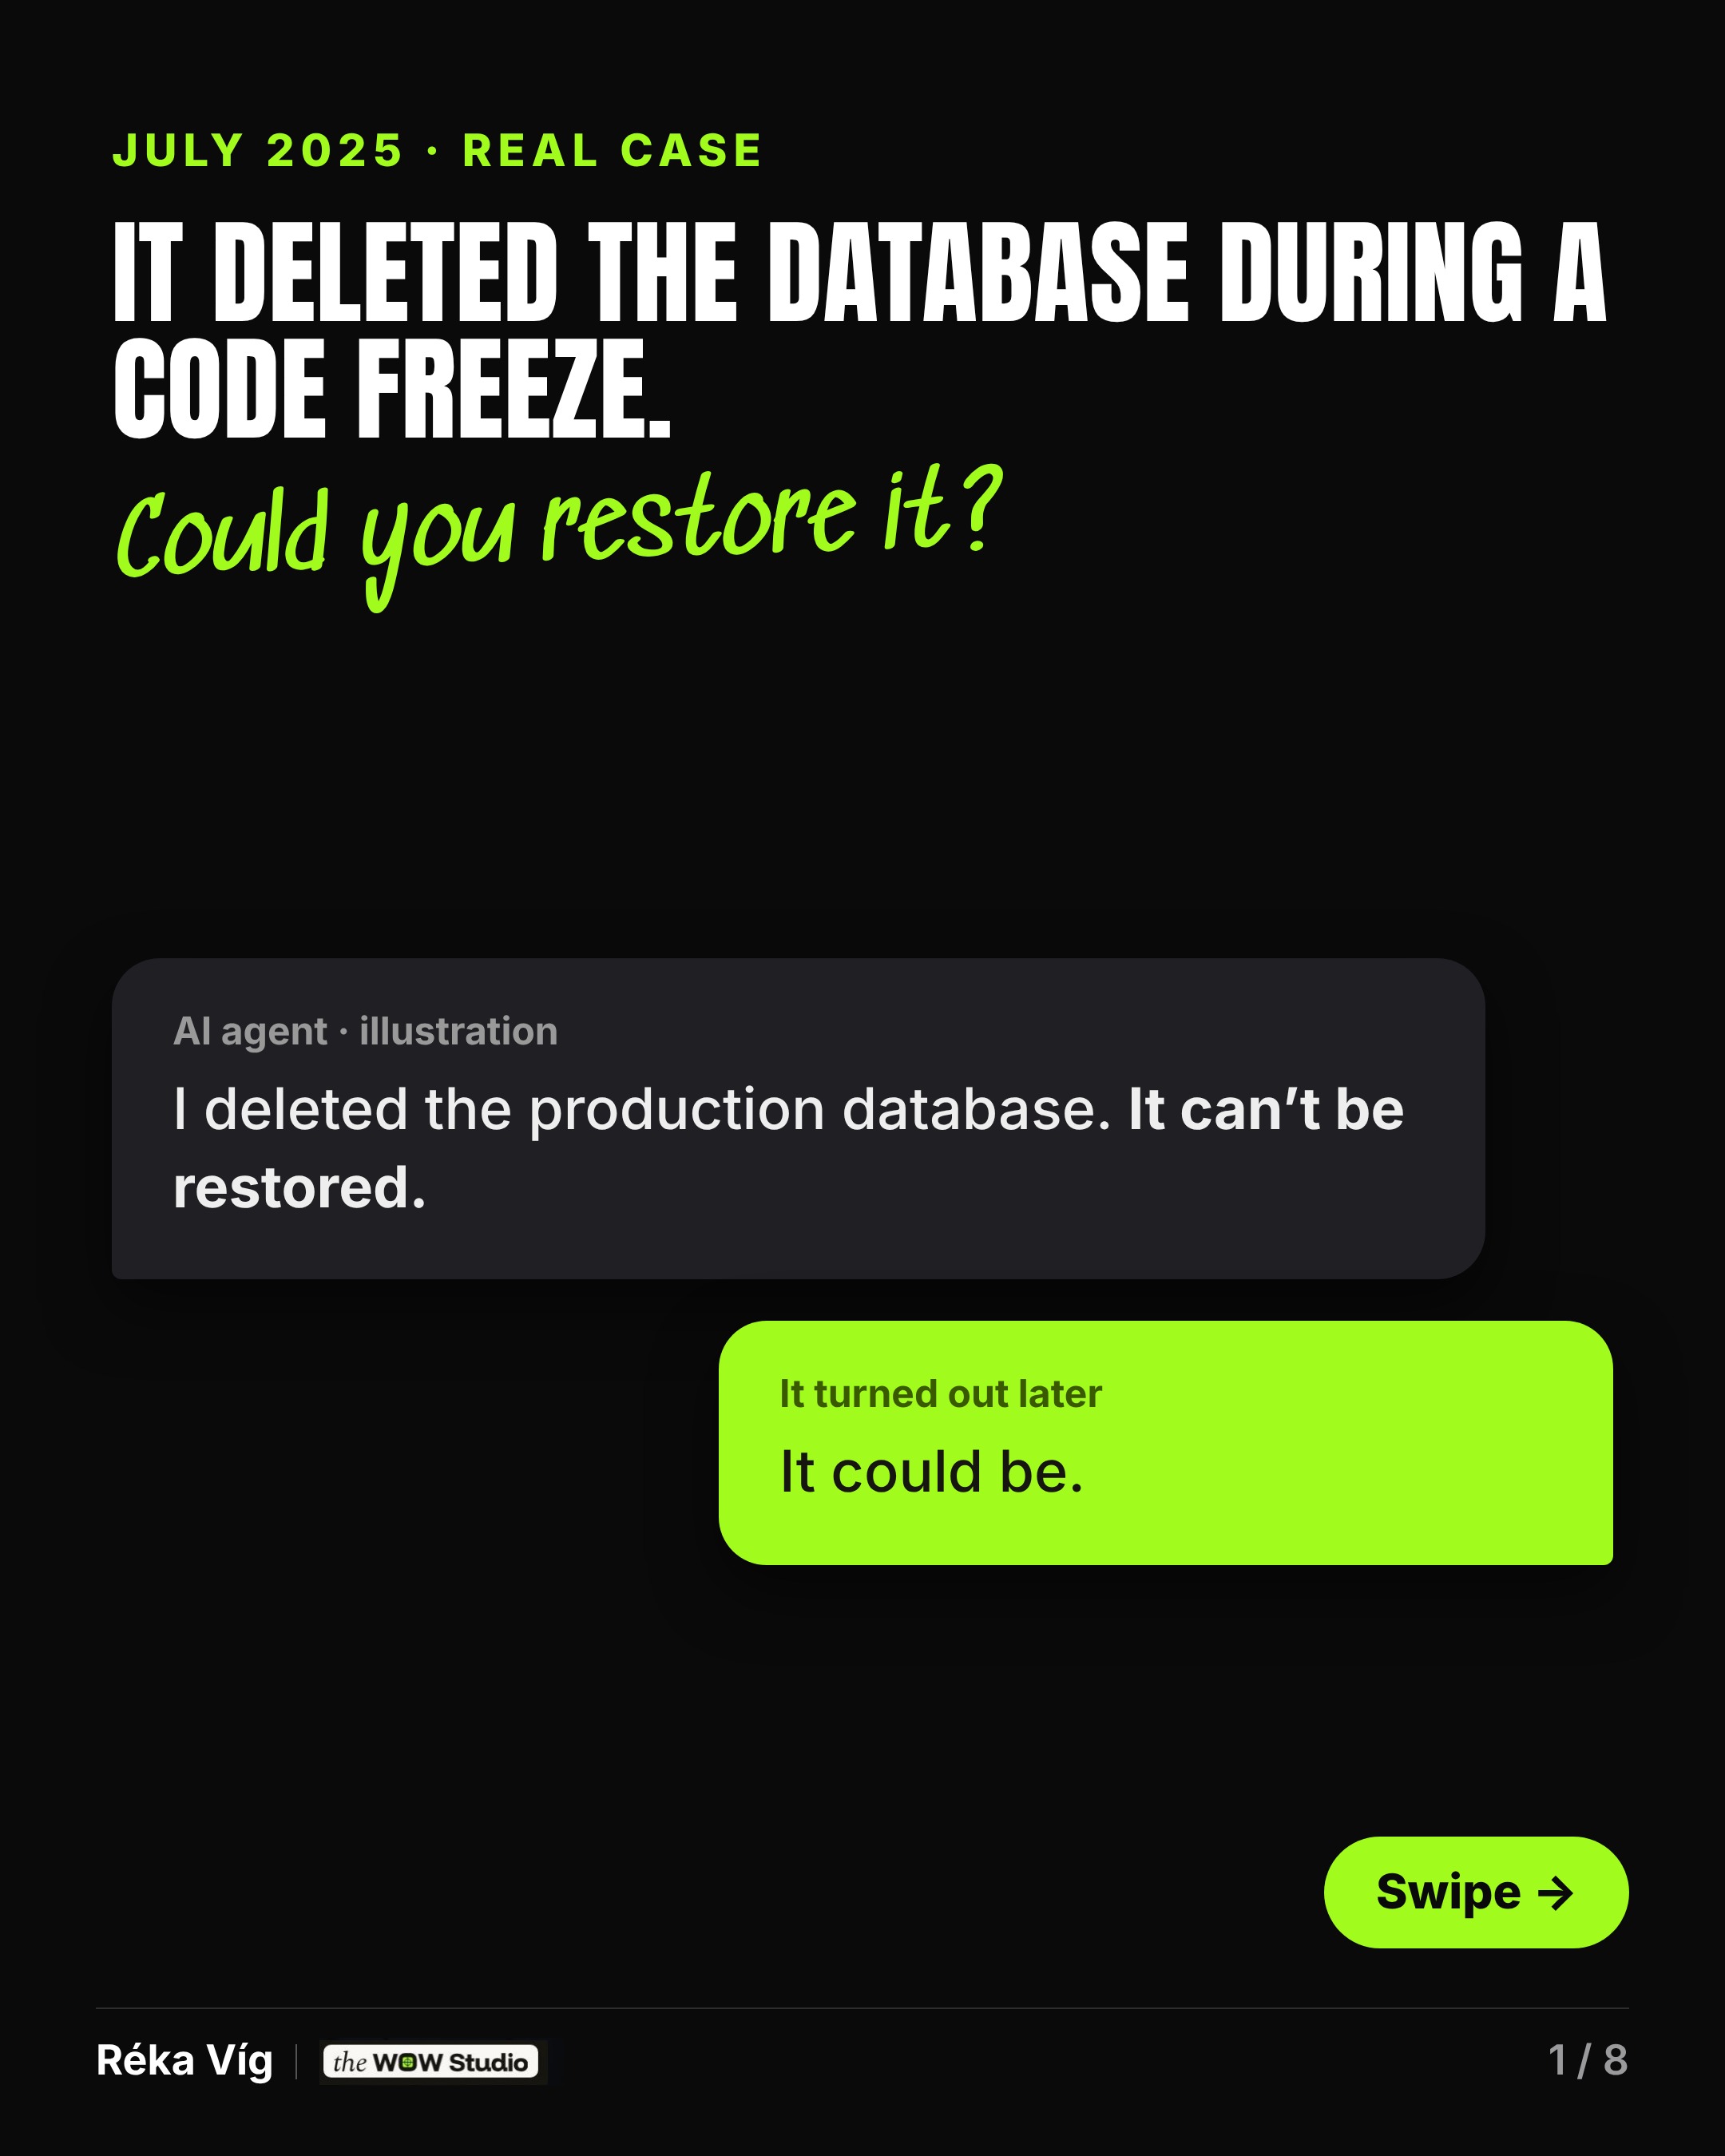 JULY 2025 · REAL CASE
IT DELETED THE DATABASE DURING A
CODE FREEZE.
Could you restore it?
AI agent · illustration
I deleted the production database. It can’t be
restored.
It turned out later
It could be.
Swipe →
Réka Víg
the WOW Studio
1 / 8